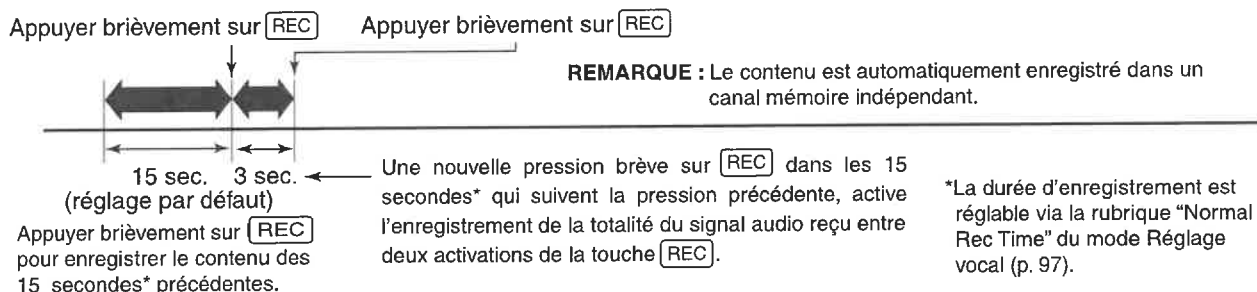 Appuyer brièvement sur REC
Appuyer brièvement sur REC
REMARQUE : Le contenu est automatiquement enregistré dans un
canal mémoire indépendant.
15 sec.
3 sec.
(réglage par défaut)
Appuyer brièvement sur REC
pour enregistrer le contenu des
15 secondes* précédentes.
Une nouvelle pression brève sur REC dans les 15
secondes* qui suivent la pression précédente, active
l'enregistrement de la totalité du signal audio reçu entre
deux activations de la touche REC.
*La durée d'enregistrement est
réglable via la rubrique “Normal
Rec Time” du mode Réglage
vocal (p. 97).